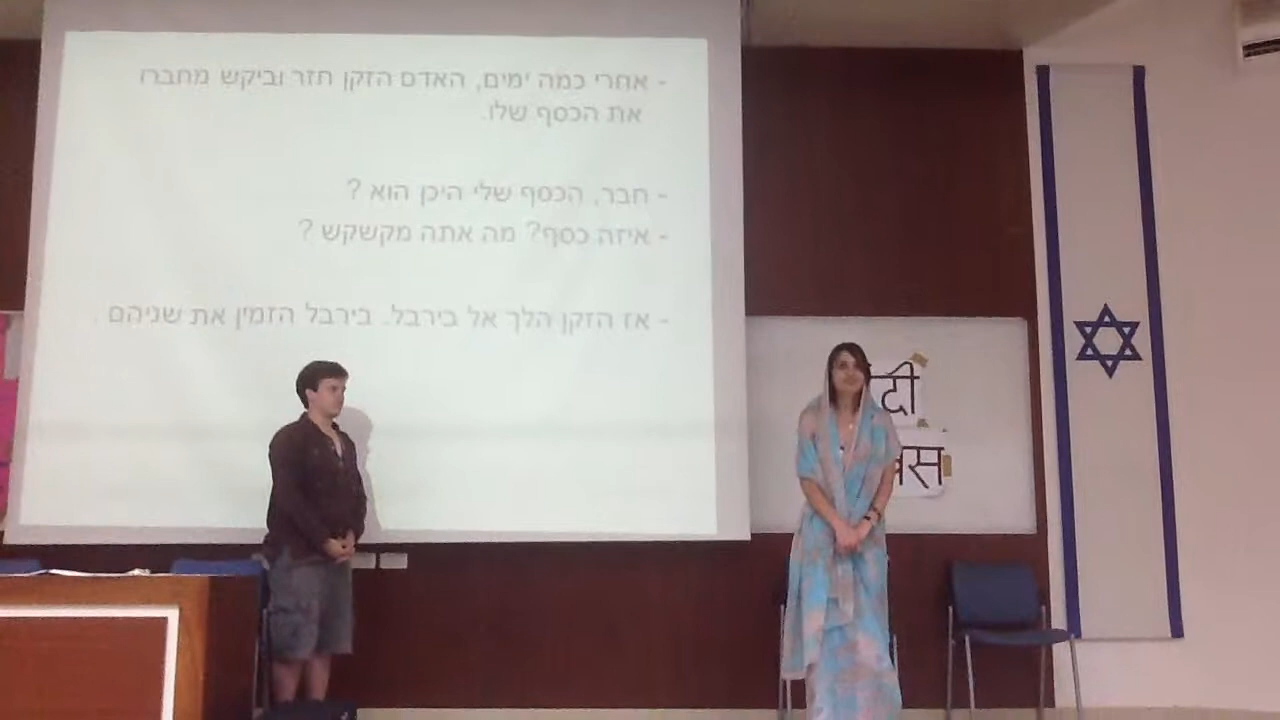 - אחרי כמה ימים, האדם הזקן חזר וביקש מחברו
את הכסף שלו.
- חבר, הכסף שלי היכן הוא ?
- איזה כסף? מה אתה מקשקש ?
- אז הזקן הלך אל בירבל. בירבל הזמין את שניהם .